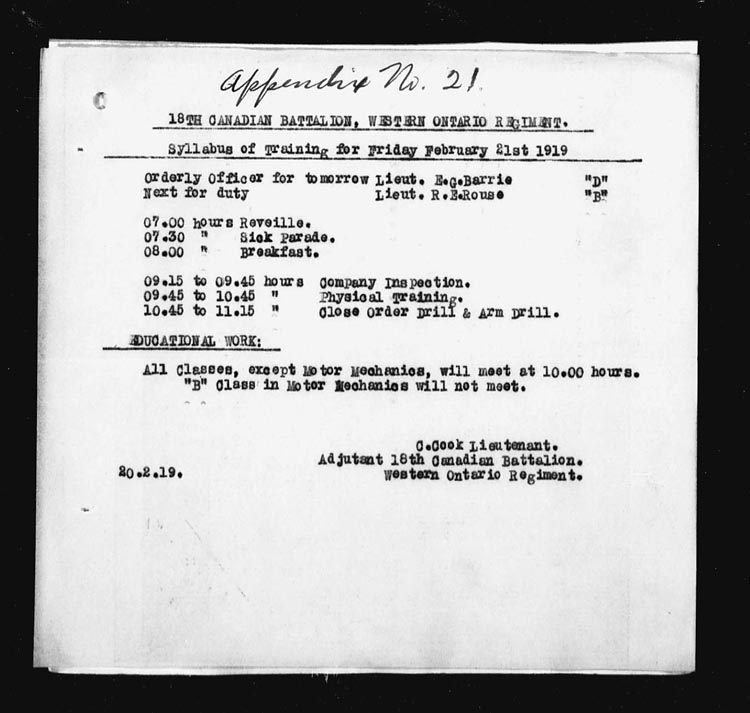 Appendix No. 21.
18TH CANADIAN BATTALION, WESTERN ONTARIO REGIMENT.
Syllabus of Training for Friday February 21st 1919
Orderly Officer for tomorrow Lieut. E.G.Barrie "D"
Next for duty Lieut. R.E.Rouse "B"
07.00 hours Reveille.
07.30 " Sick Parade.
08.00 " Breakfast.
09.15 to 09.45 hours Company Inspection.
09.45 to 10.45 " Physical Training.
10.45 to 11.15 " Close Order Drill & Arm Drill.
EDUCATIONAL WORK:
All Classes, except Motor Mechanics, will meet at 10.00 hours.
"B" Class in Motor Mechanics will not meet.
C.Cook Lieutenant.
Adjutant 18th Canadian Battalion.
20.2.19. Western Ontario Regiment.